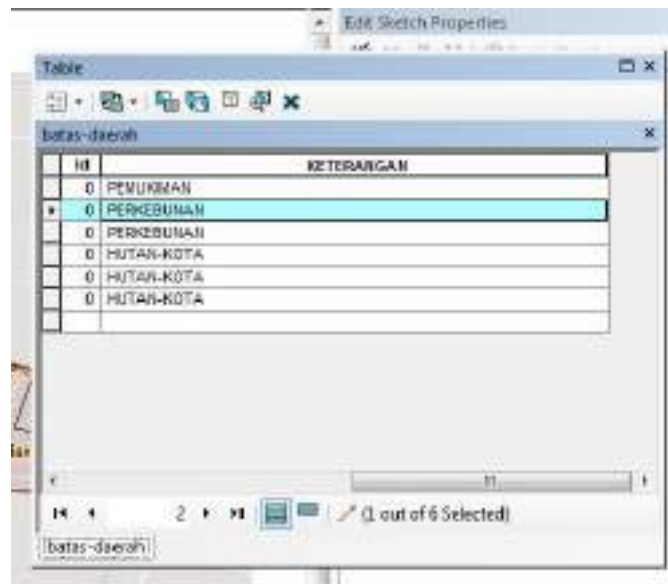 Edit Sketch Properties
Table
batas-daerah
Id KETERANGAN
0 PEMUKIMAN
0 PERKEBUNAN
0 PERKEBUNAN
0 HUTAN-KOTA
0 HUTAN-KOTA
0 HUTAN-KOTA
2 (1 out of 6 Selected)
batas-daerah